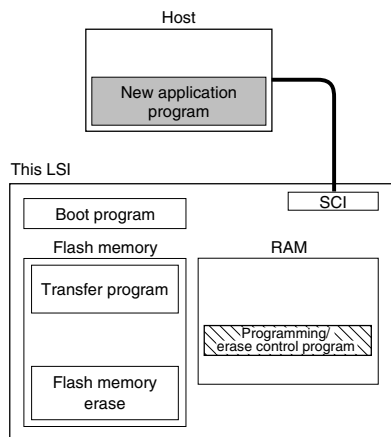 Host
New application
program
This LSI
SCI
Boot program
Flash memory
RAM
Transfer program
Programming/
erase control program
Flash memory
erase